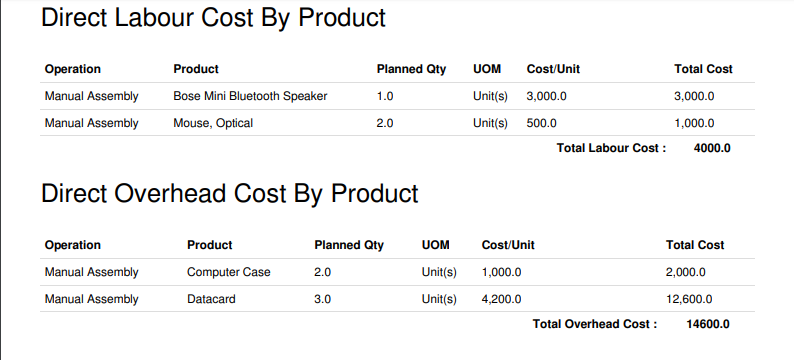 Direct Labour Cost By Product
Operation Product Planned Qty UOM Cost/Unit Total Cost
Manual Assembly Bose Mini Bluetooth Speaker 1.0 Unit(s) 3,000.0 3,000.0
Manual Assembly Mouse, Optical 2.0 Unit(s) 500.0 1,000.0
Total Labour Cost : 4000.0
Direct Overhead Cost By Product
Operation Product Planned Qty UOM Cost/Unit Total Cost
Manual Assembly Computer Case 2.0 Unit(s) 1,000.0 2,000.0
Manual Assembly Datacard 3.0 Unit(s) 4,200.0 12,600.0
Total Overhead Cost : 14600.0